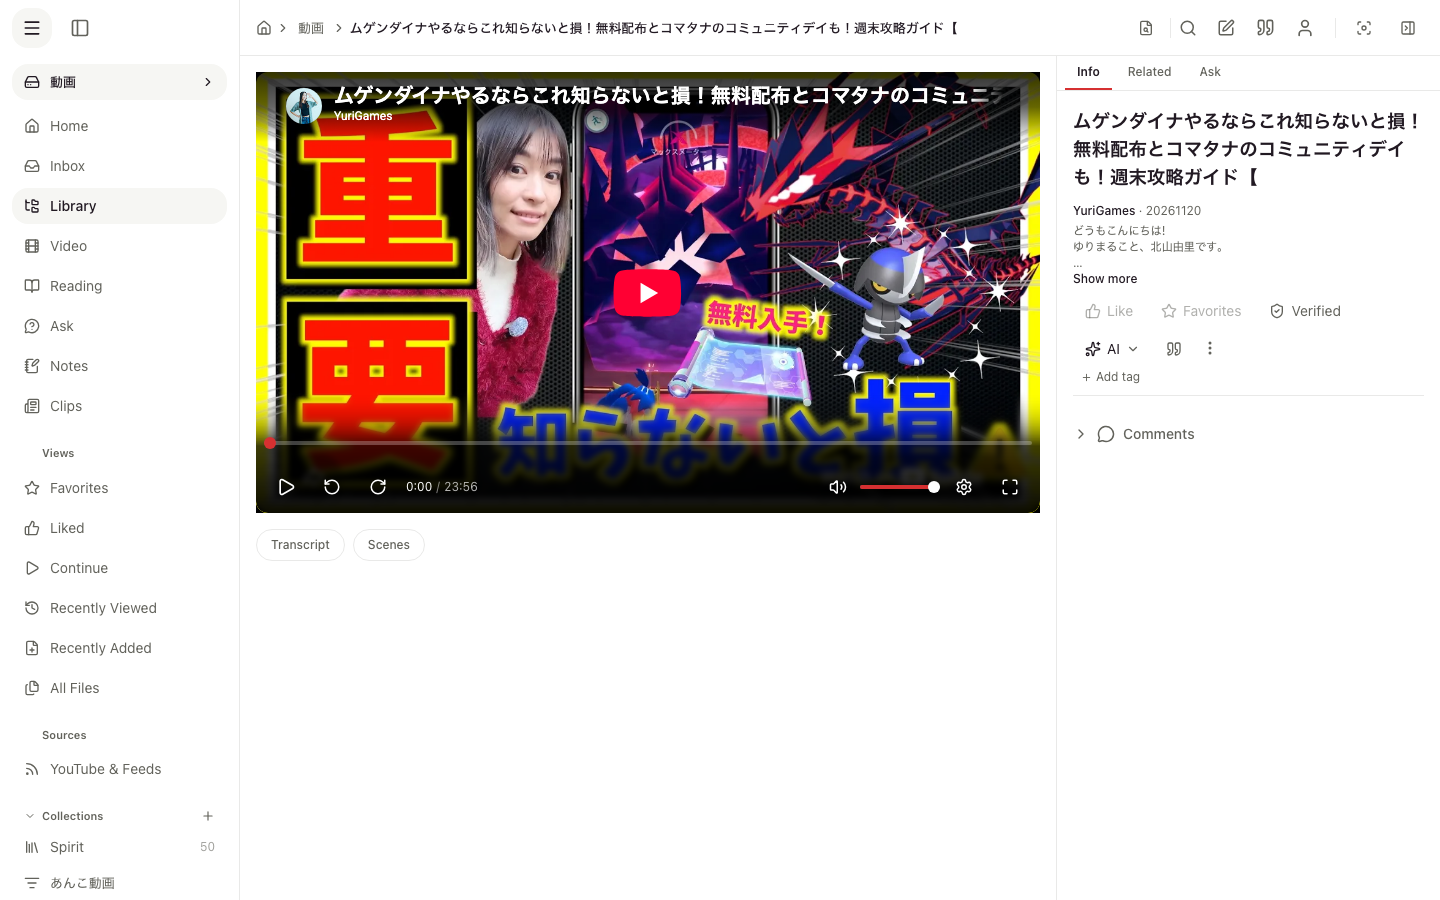 動画
Home
Inbox
Library
Video
Reading
Ask
Notes
Clips
Views
Favorites
Liked
Continue
Recently Viewed
Recently Added
All Files
Sources
YouTube & Feeds
Collections
Spirit 50
あんこ動画
動画 ムゲンダイナやるならこれ知らないと損！無料配布とコマタナのコミュニティデイも！週末攻略ガイド【
ムゲンダイナやるならこれ知らないと損！無料配布とコマタナのコミュニ
YuriGames
マックスメーター
重
要
無料入手！
知らないと損
0:00 / 23:56
Transcript
Scenes
Info
Related
Ask
ムゲンダイナやるならこれ知らないと損！
無料配布とコマタナのコミュニティデイ
も！週末攻略ガイド【
YuriGames · 20261120
どうもこんにちは!
ゆりまること、北山由里です。
...
Show more
Like
Favorites
Verified
AI
+ Add tag
Comments